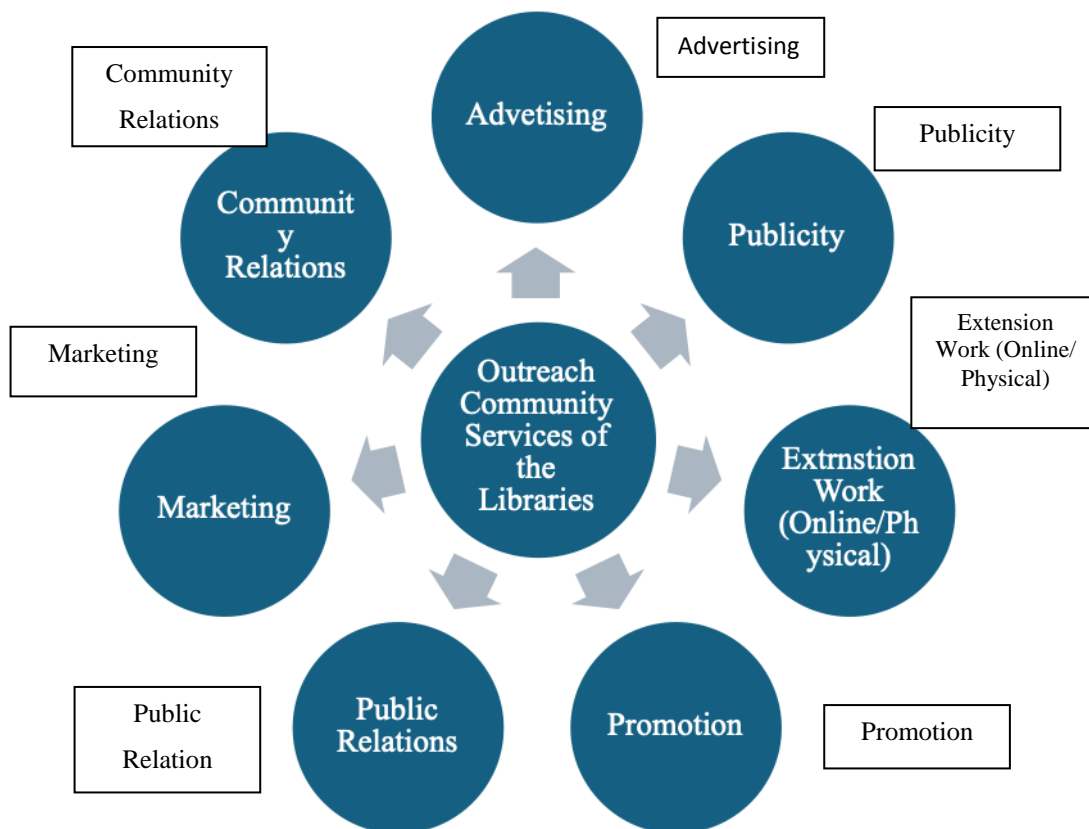 Advertising
Community
Relations
Advetising
Publicity
Communit
y
Relations
Publicity
Extension
Work (Online/
Physical)
Marketing
Outreach
Community
Services of
the
Libraries
Extrnstion
Work
(Online/Ph
ysical)
Marketing
Public
Relations
Promotion
Public
Relation
Promotion